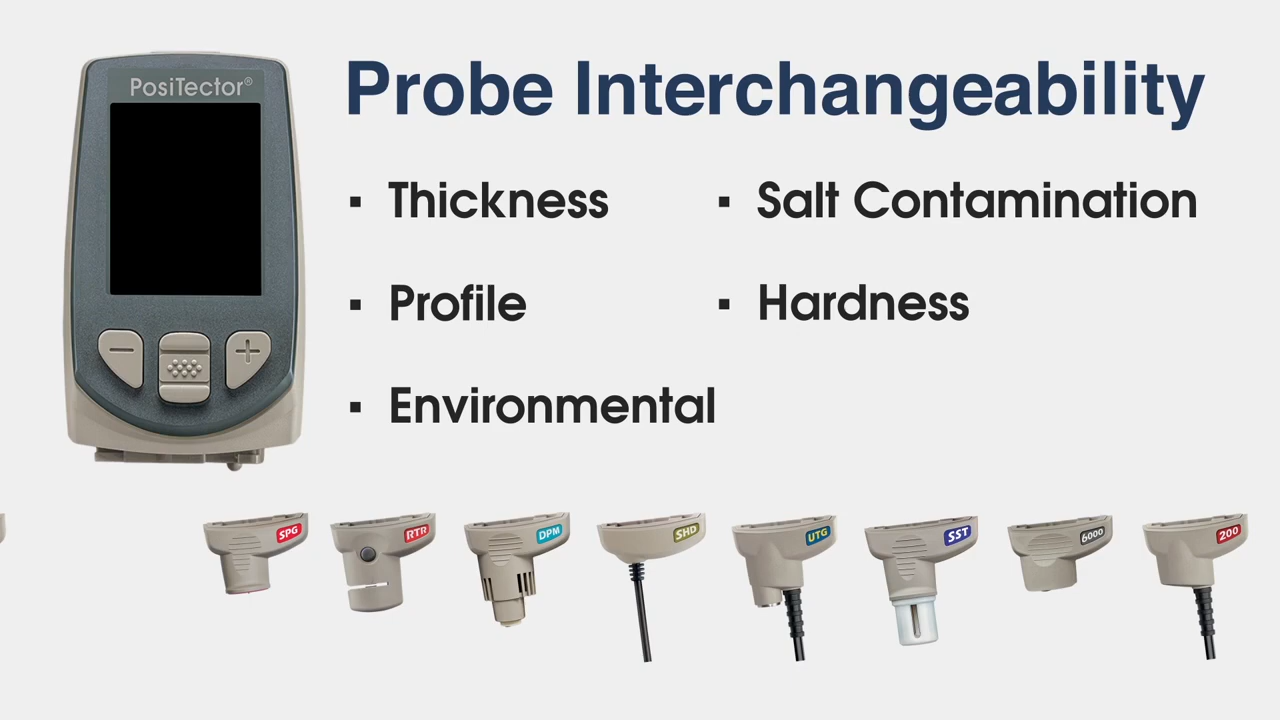 PosiTector®
Probe Interchangeability
▪ Thickness
▪ Profile
▪ Environmental
▪ Salt Contamination
▪ Hardness
SPG
RTR
DPM
SHD
UTG
SST
6000
200